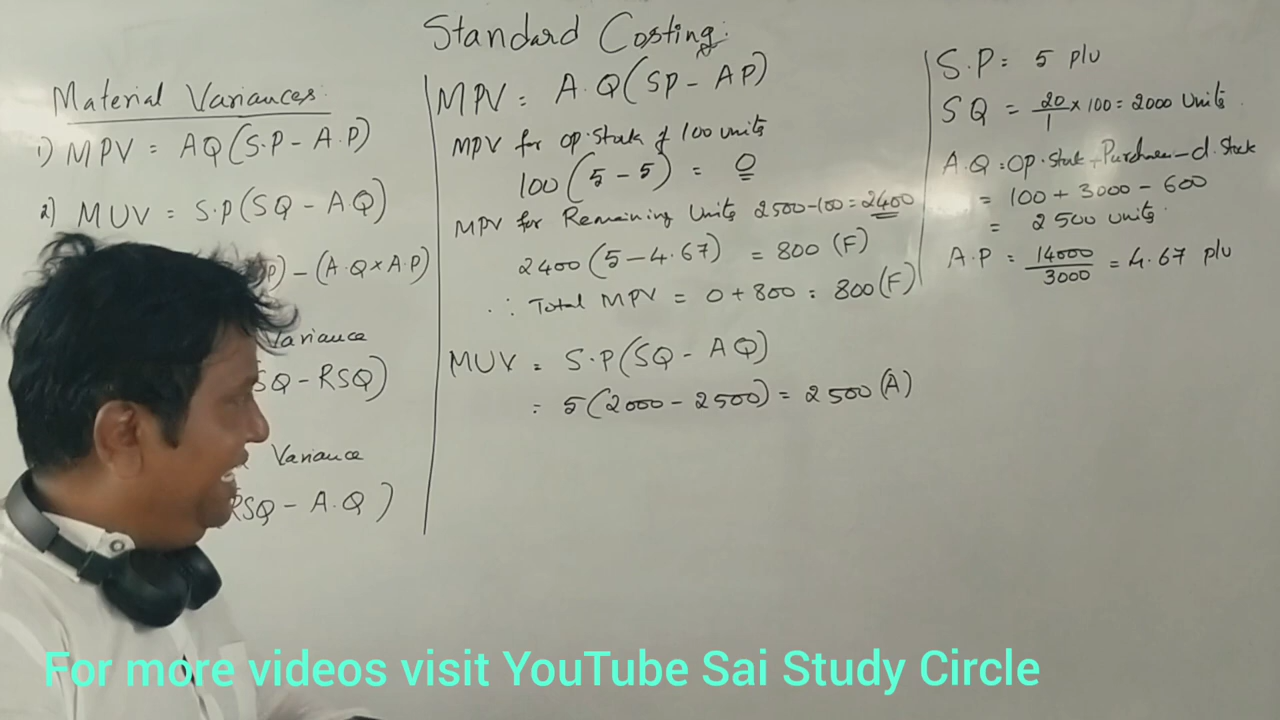 Standard Costing:
Material Variances:
1) MPV = AQ(S.P - A.P)
2) MUV = S.P(SQ - AQ)
P) - (A.Q × A.P)
Variance
SQ - RSQ)
Variance
RSQ - A.Q)
MPV = A.Q(SP - AP)
MPV for op. Stock of 100 units
100(5 - 5) = 0
MPV for Remaining Units 2500-100 = 2400
2400(5 - 4.67) = 800 (F)
∴ Total MPV = 0 + 800 = 800(F)
MUV = S.P(SQ - AQ)
= 5(2000 - 2500) = 2500 (A)
S.P = 5 p/u
SQ = 20/1 × 100 = 2000 Units
A.Q = Op. Stock + Purchases - cl. Stock
= 100 + 3000 - 600
= 2500 units
A.P = 14000/3000 = 4.67 p/u
For more videos visit YouTube Sai Study Circle